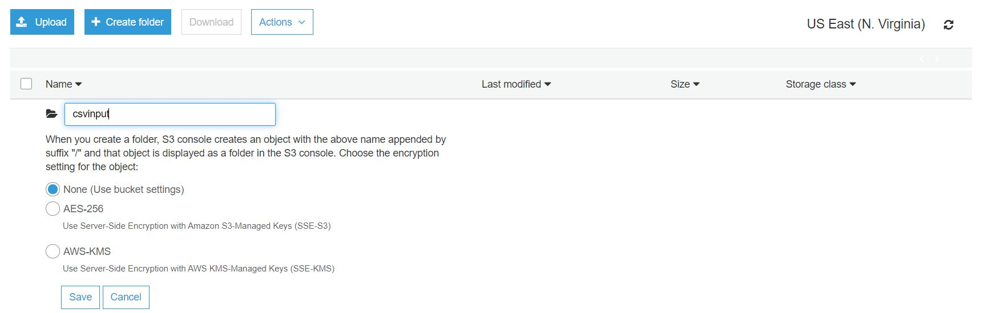 Upload Create folder Download Actions US East (N. Virginia)
Name Last modified Size Storage class
csvinput
When you create a folder, S3 console creates an object with the above name appended by
suffix "/" and that object is displayed as a folder in the S3 console. Choose the encryption
setting for the object:
None (Use bucket settings)
AES-256
Use Server-Side Encryption with Amazon S3-Managed Keys (SSE-S3)
AWS-KMS
Use Server-Side Encryption with AWS KMS-Managed Keys (SSE-KMS)
Save Cancel